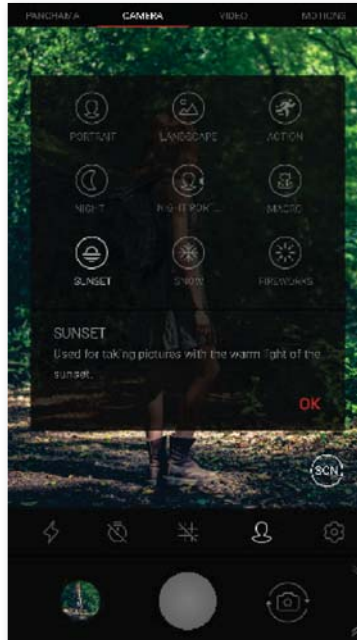 PANORAMA CAMERA VIDEO MOTIONS
PORTRAIT LANDSCAPE ACTION
NIGHT NIGHT PORT... MACRO
SUNSET SNOW FIREWORKS
SUNSET
Used for taking pictures with the warm light of the
sunset.
OK
SCN